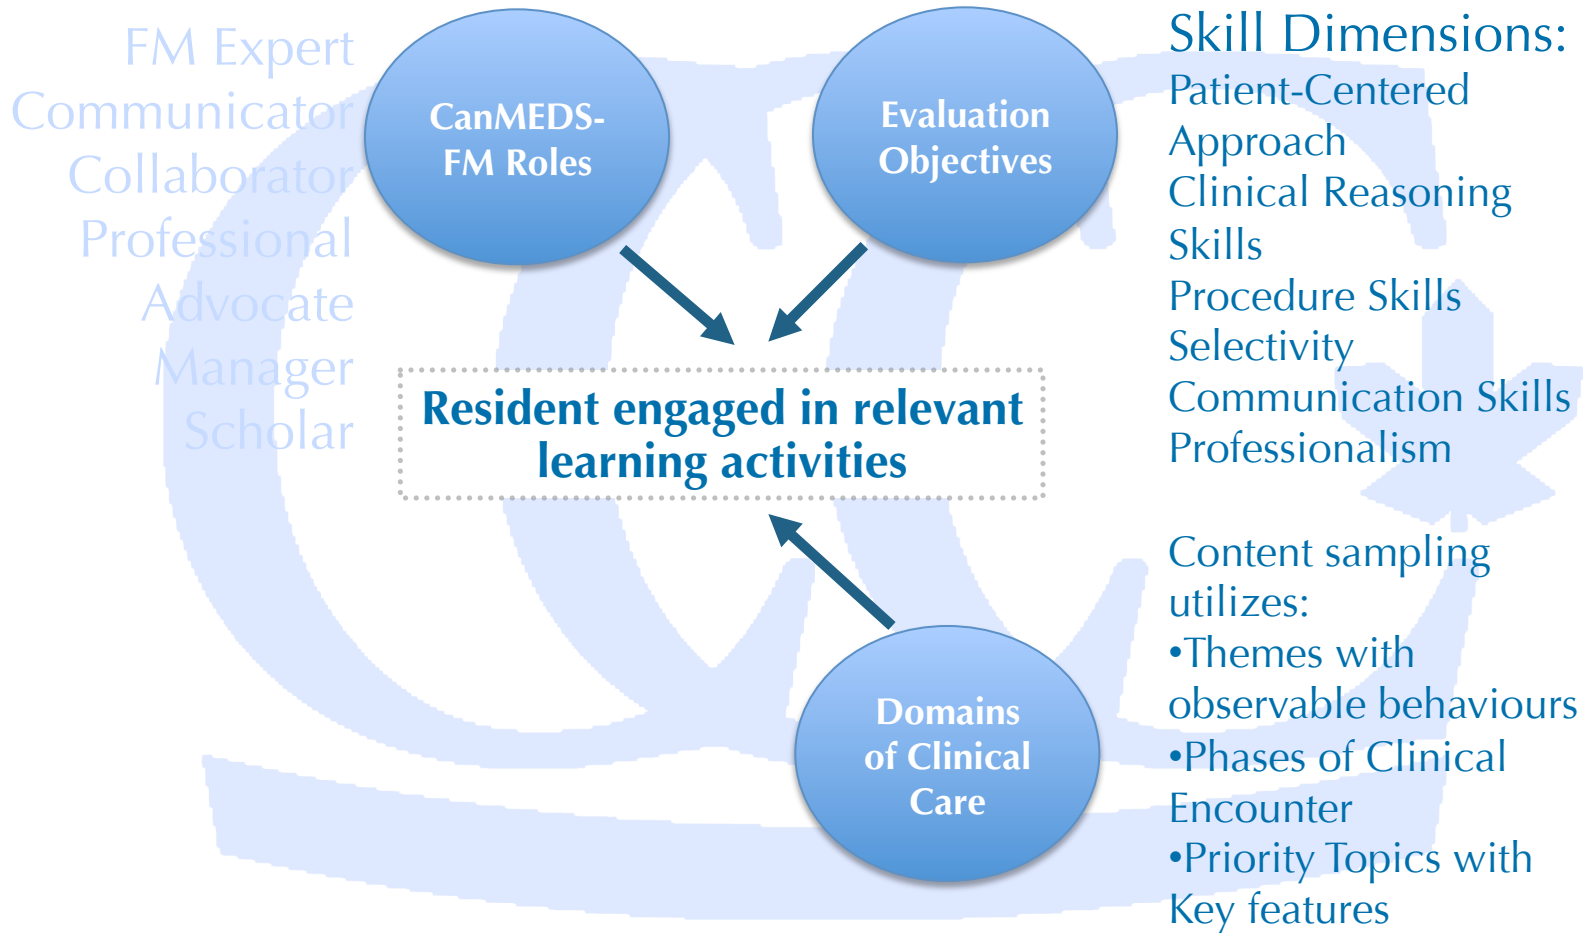 FM Expert
Communicator
Collaborator
Professional
Advocate
Manager
Scholar
CanMEDS-
FM Roles
Evaluation
Objectives
Resident engaged in relevant
learning activities
Domains
of Clinical
Care
Skill Dimensions:
Patient-Centered
Approach
Clinical Reasoning
Skills
Procedure Skills
Selectivity
Communication Skills
Professionalism
Content sampling
utilizes:
•Themes with
observable behaviours
•Phases of Clinical
Encounter
•Priority Topics with
Key features